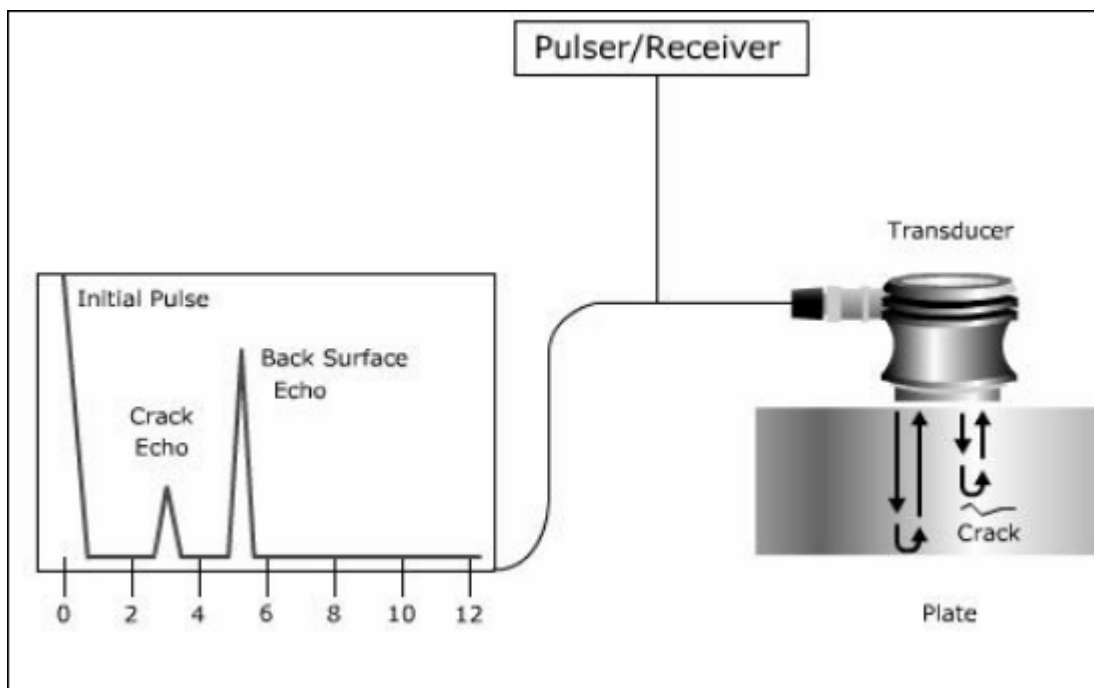 Pulser/Receiver
Transducer
Initial Pulse
Back Surface
Echo
Crack
Echo
Crack
0 2 4 6 8 10 12
Plate